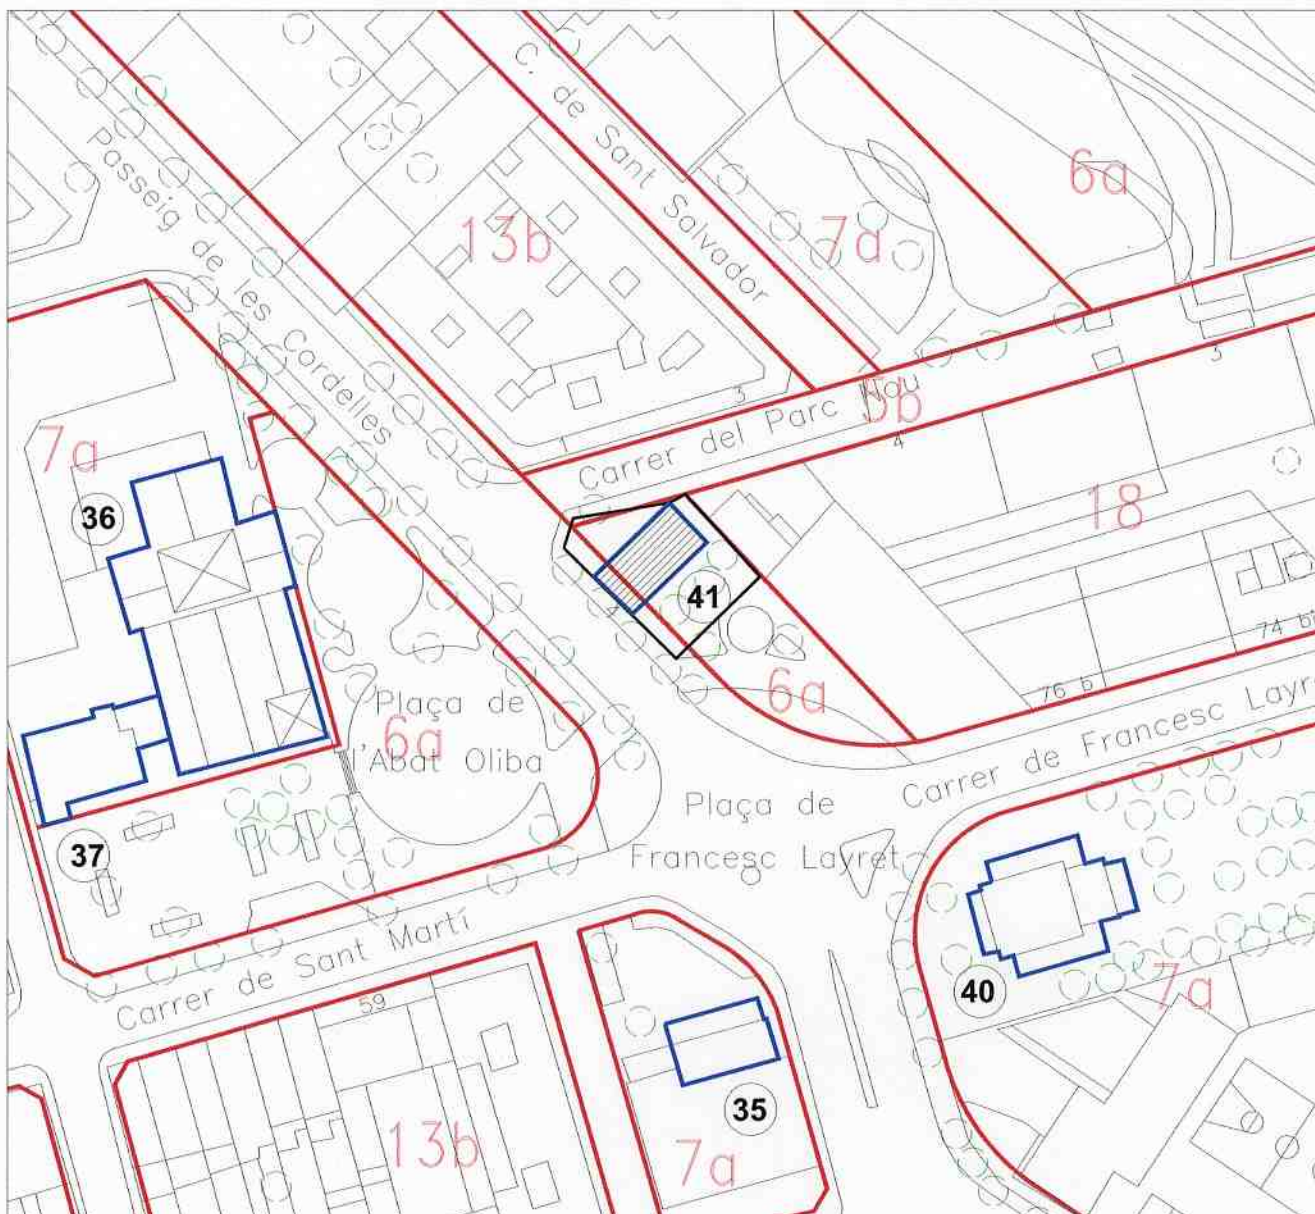 C. de Sant Salvador
Passeig de les Cardelles
6a
13b
7a
3
3
Carrer del Parc Nou
5b
4
7a
36
18
41
74 b
76 b
6a
Plaça de
l'Abat Oliba
6a
Carrer de Francesc Layr
Plaça de
Francesc Layret
37
Carrer de Sant Martí
59
40
7a
35
13b
7a